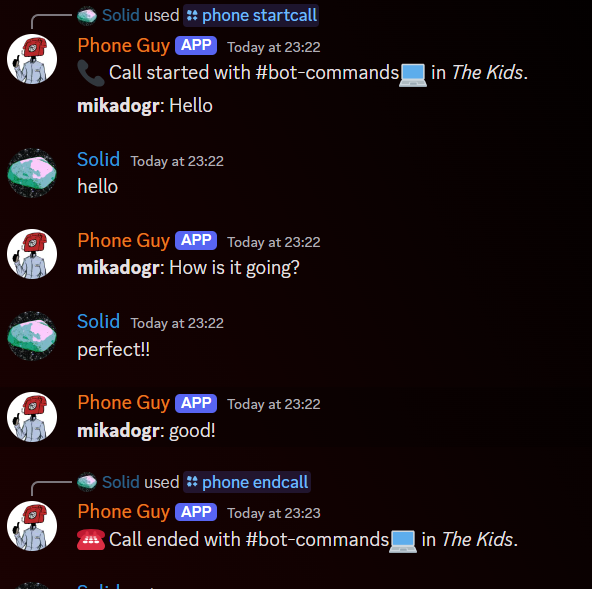 Solid used phone startcall
Phone Guy APP Today at 23:22
Call started with #bot-commands💻 in The Kids.
mikadogr: Hello
Solid Today at 23:22
hello
Phone Guy APP Today at 23:22
mikadogr: How is it going?
Solid Today at 23:22
perfect!!
Phone Guy APP Today at 23:22
mikadogr: good!
Solid used phone endcall
Phone Guy APP Today at 23:23
Call ended with #bot-commands💻 in The Kids.